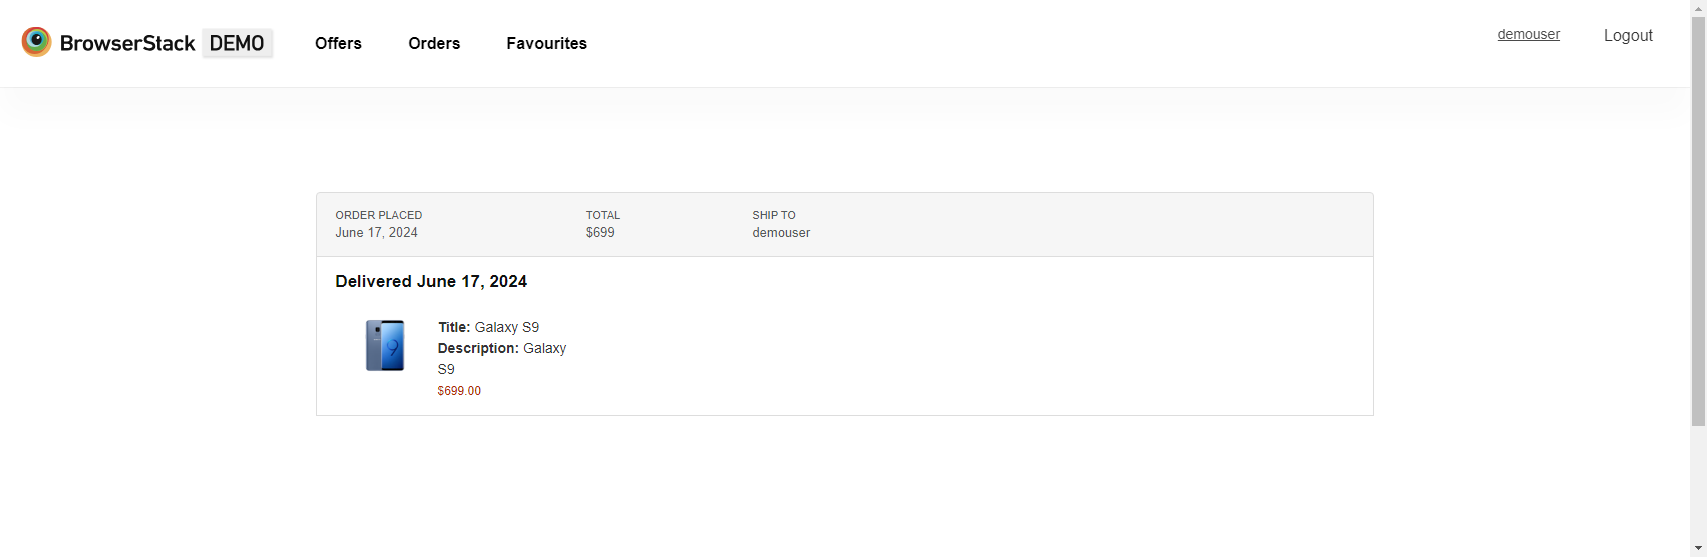 BrowserStack DEMO Offers Orders Favourites demouser Logout
ORDER PLACED TOTAL SHIP TO
June 17, 2024 $699 demouser
Delivered June 17, 2024
Title: Galaxy S9
Description: Galaxy
S9
$699.00
9